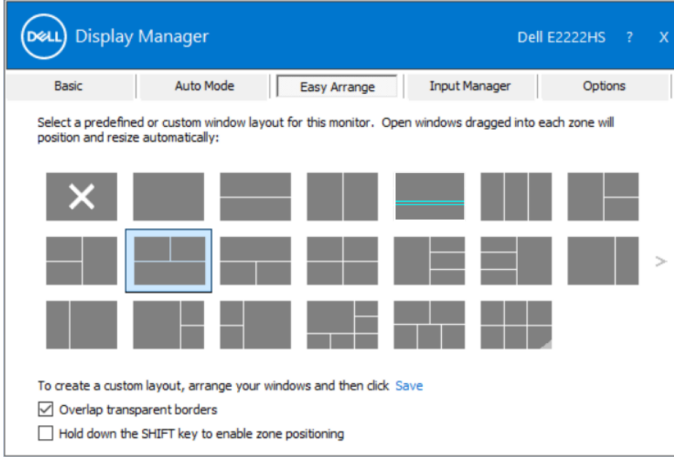 DELL Display Manager Dell E2222HS ? X
Basic Auto Mode Easy Arrange Input Manager Options
Select a predefined or custom window layout for this monitor. Open windows dragged into each zone will
position and resize automatically:
>
To create a custom layout, arrange your windows and then click Save
Overlap transparent borders
Hold down the SHIFT key to enable zone positioning